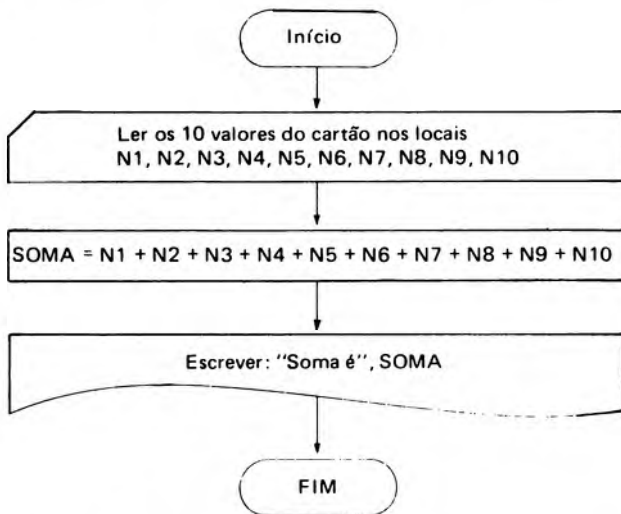 Início
Ler os 10 valores do cartão nos locais
N1, N2, N3, N4, N5, N6, N7, N8, N9, N10
SOMA = N1 + N2 + N3 + N4 + N5 + N6 + N7 + N8 + N9 + N10
Escrever: "Soma é", SOMA
FIM